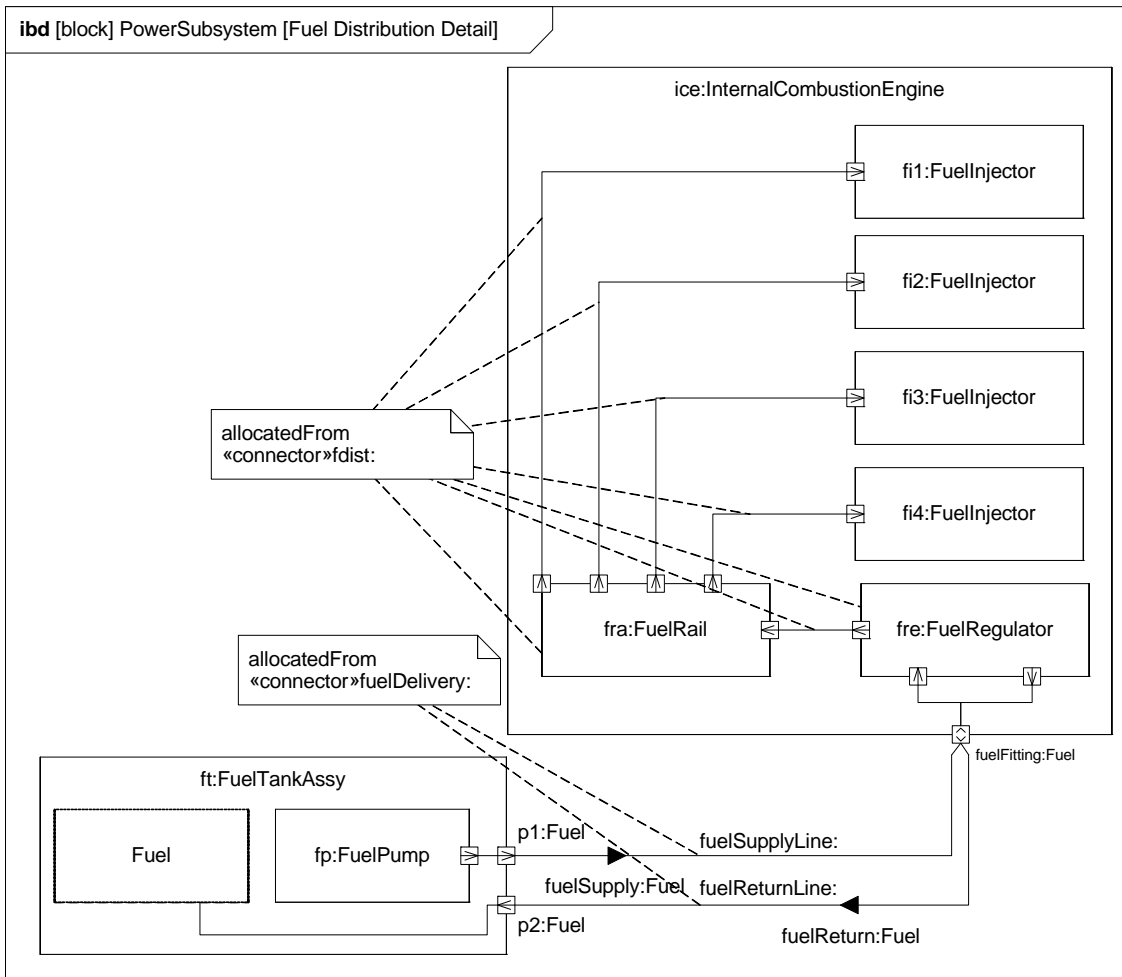 ibd [block] PowerSubsystem [Fuel Distribution Detail]
ice:InternalCombustionEngine
fi1:FuelInjector
fi2:FuelInjector
fi3:FuelInjector
allocatedFrom
«connector»fdist:
fi4:FuelInjector
fra:FuelRail
fre:FuelRegulator
allocatedFrom
«connector»fuelDelivery:
fuelFitting:Fuel
ft:FuelTankAssy
p1:Fuel
fuelSupplyLine:
Fuel
fp:FuelPump
fuelSupply:Fuel
fuelReturnLine:
p2:Fuel
fuelReturn:Fuel